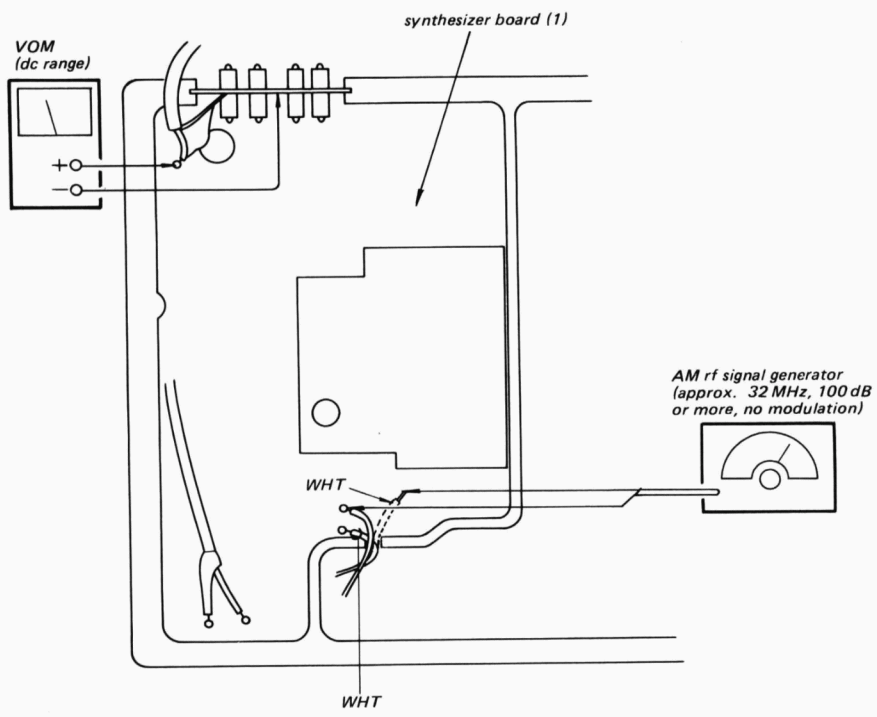 synthesizer board (1)
VOM
(dc range)
+
−
AM rf signal generator
(approx. 32 MHz, 100 dB
or more, no modulation)
WHT
WHT